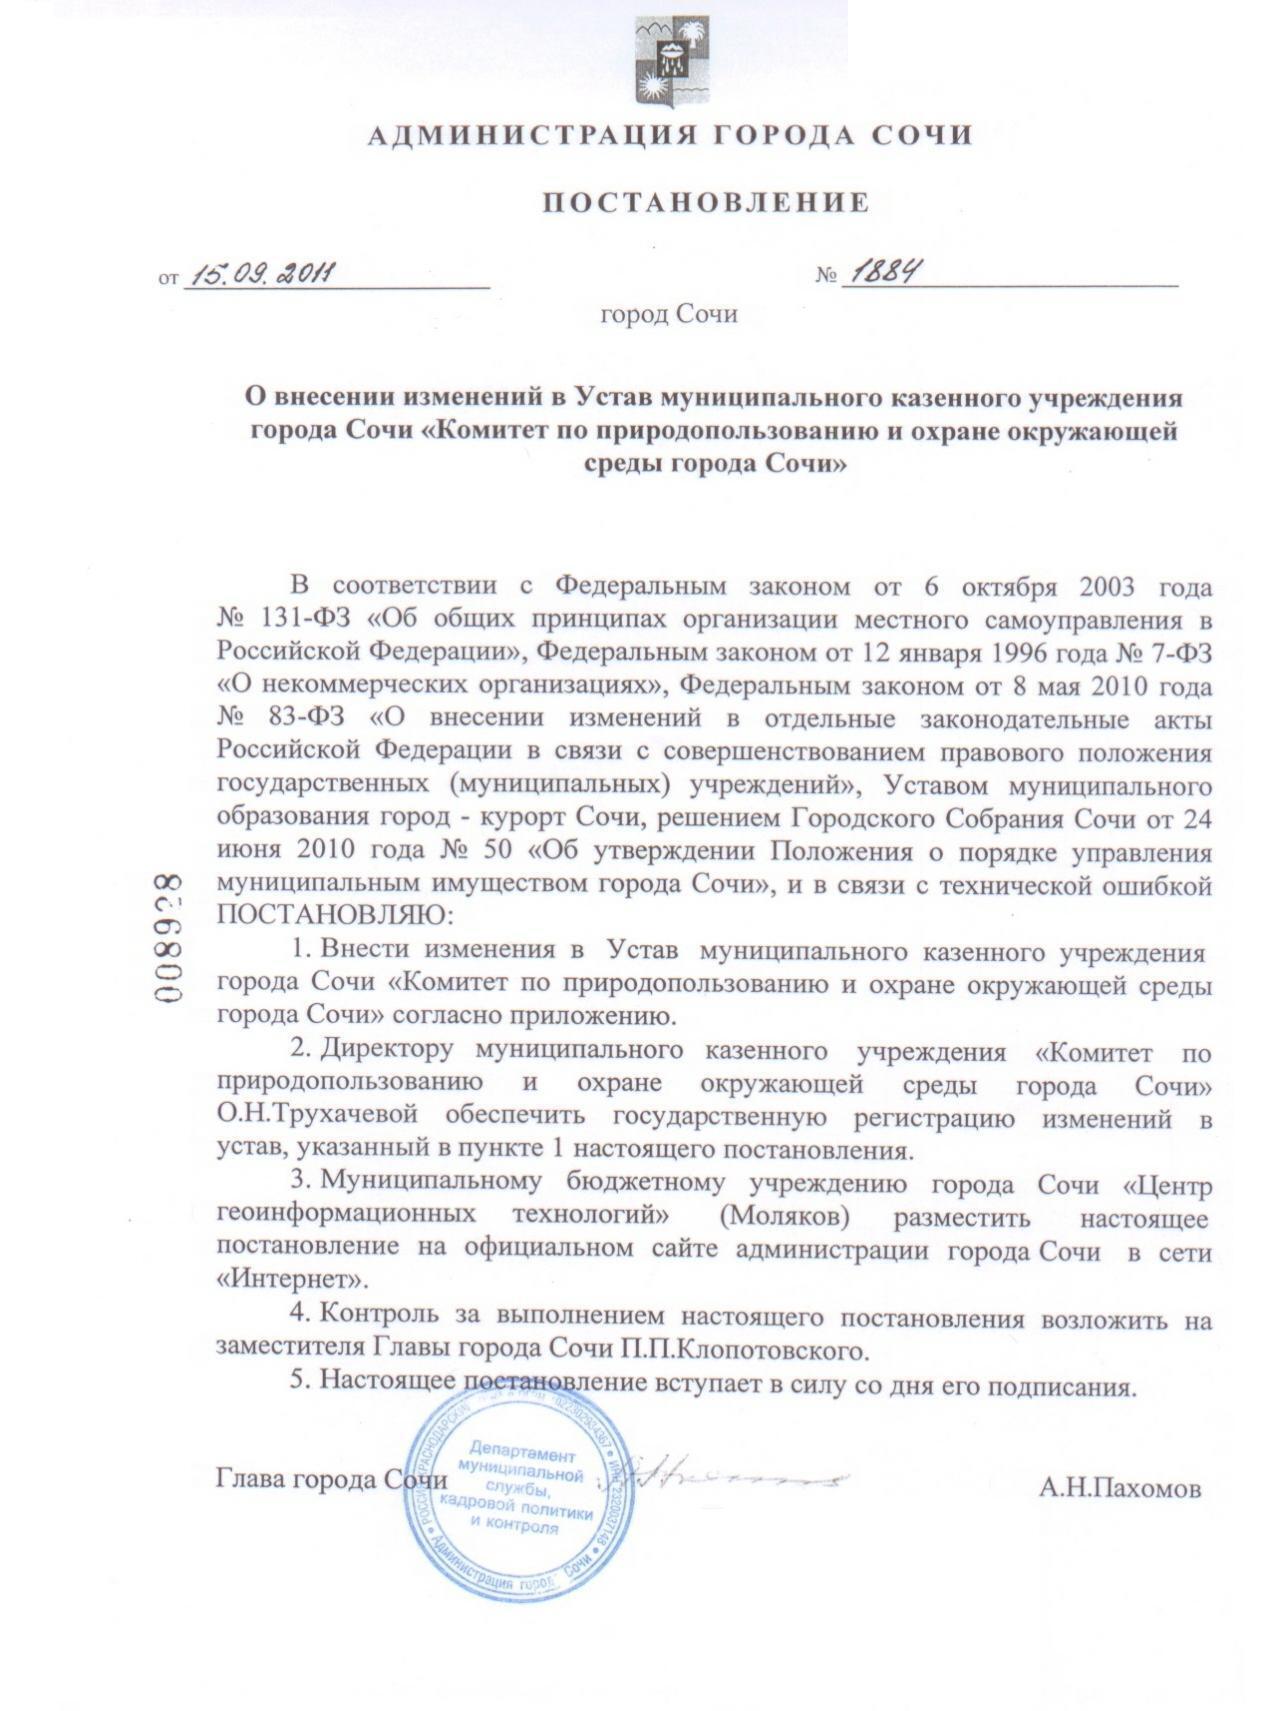 АДМИНИСТРАЦИЯ ГОРОДА СОЧИ
ПОСТАНОВЛЕНИЕ
от 15.09.2011 № 1884
город Сочи
О внесении изменений в Устав муниципального казенного учреждения
города Сочи «Комитет по природопользованию и охране окружающей
среды города Сочи»
В соответствии с Федеральным законом от 6 октября 2003 года
№ 131-ФЗ «Об общих принципах организации местного самоуправления в
Российской Федерации», Федеральным законом от 12 января 1996 года № 7-ФЗ
«О некоммерческих организациях», Федеральным законом от 8 мая 2010 года
№ 83-ФЗ «О внесении изменений в отдельные законодательные акты
Российской Федерации в связи с совершенствованием правового положения
государственных (муниципальных) учреждений», Уставом муниципального
образования город - курорт Сочи, решением Городского Собрания Сочи от 24
июня 2010 года № 50 «Об утверждении Положения о порядке управления
муниципальным имуществом города Сочи», и в связи с технической ошибкой
ПОСТАНОВЛЯЮ:
1. Внести изменения в Устав муниципального казенного учреждения
города Сочи «Комитет по природопользованию и охране окружающей среды
города Сочи» согласно приложению.
2. Директору муниципального казенного учреждения «Комитет по
природопользованию и охране окружающей среды города Сочи»
О.Н.Трухачевой обеспечить государственную регистрацию изменений в
устав, указанный в пункте 1 настоящего постановления.
3. Муниципальному бюджетному учреждению города Сочи «Центр
геоинформационных технологий» (Моляков) разместить настоящее
постановление на официальном сайте администрации города Сочи в сети
«Интернет».
4. Контроль за выполнением настоящего постановления возложить на
заместителя Главы города Сочи П.П.Клопотовского.
5. Настоящее постановление вступает в силу со дня его подписания.
Глава города Сочи А.Н.Пахомов
Департамент
муниципальной
службы,
кадровой политики
и контроля
Администрация город Сочи
ИНН 2320037148
008928